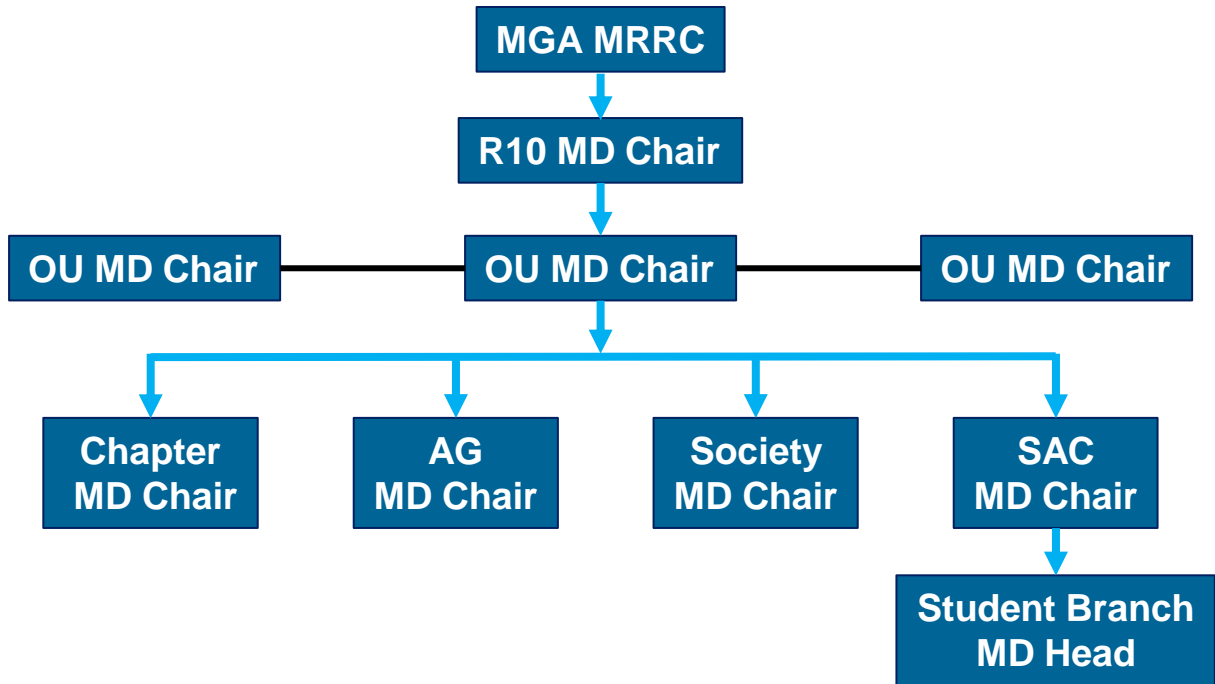 MGA MRRC
R10 MD Chair
OU MD Chair
OU MD Chair
OU MD Chair
Chapter
MD Chair
AG
MD Chair
Society
MD Chair
SAC
MD Chair
Student Branch
MD Head